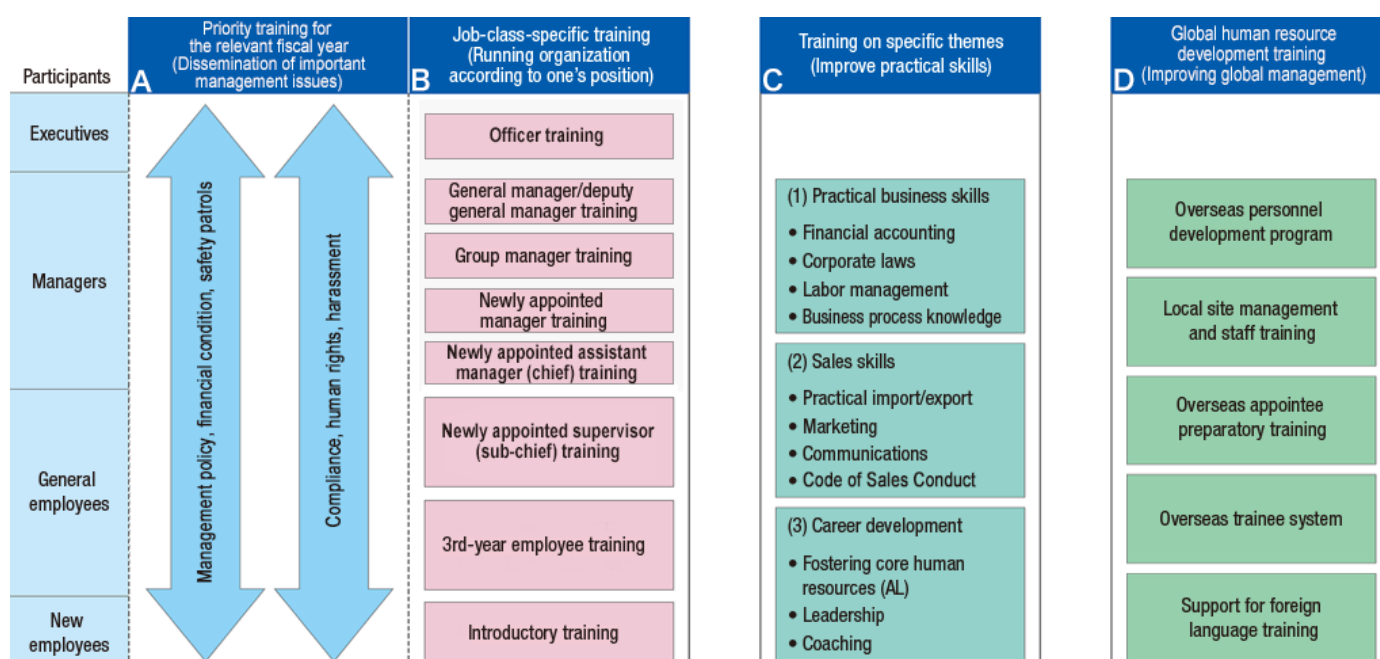 Participants
Executives
Managers
General
employees
New
employees
A
Priority training for
the relevant fiscal year
(Dissemination of important
management issues)
Management policy, financial condition, safety patrols
Compliance, human rights, harassment
B
Job-class-specific training
(Running organization
according to one's position)
Officer training
General manager/deputy
general manager training
Group manager training
Newly appointed
manager training
Newly appointed assistant
manager (chief) training
Newly appointed supervisor
(sub-chief) training
3rd-year employee training
Introductory training
C
Training on specific themes
(Improve practical skills)
(1) Practical business skills
• Financial accounting
• Corporate laws
• Labor management
• Business process knowledge
(2) Sales skills
• Practical import/export
• Marketing
• Communications
• Code of Sales Conduct
(3) Career development
• Fostering core human
resources (AL)
• Leadership
• Coaching
D
Global human resource
development training
(Improving global management)
Overseas personnel
development program
Local site management
and staff training
Overseas appointee
preparatory training
Overseas trainee system
Support for foreign
language training